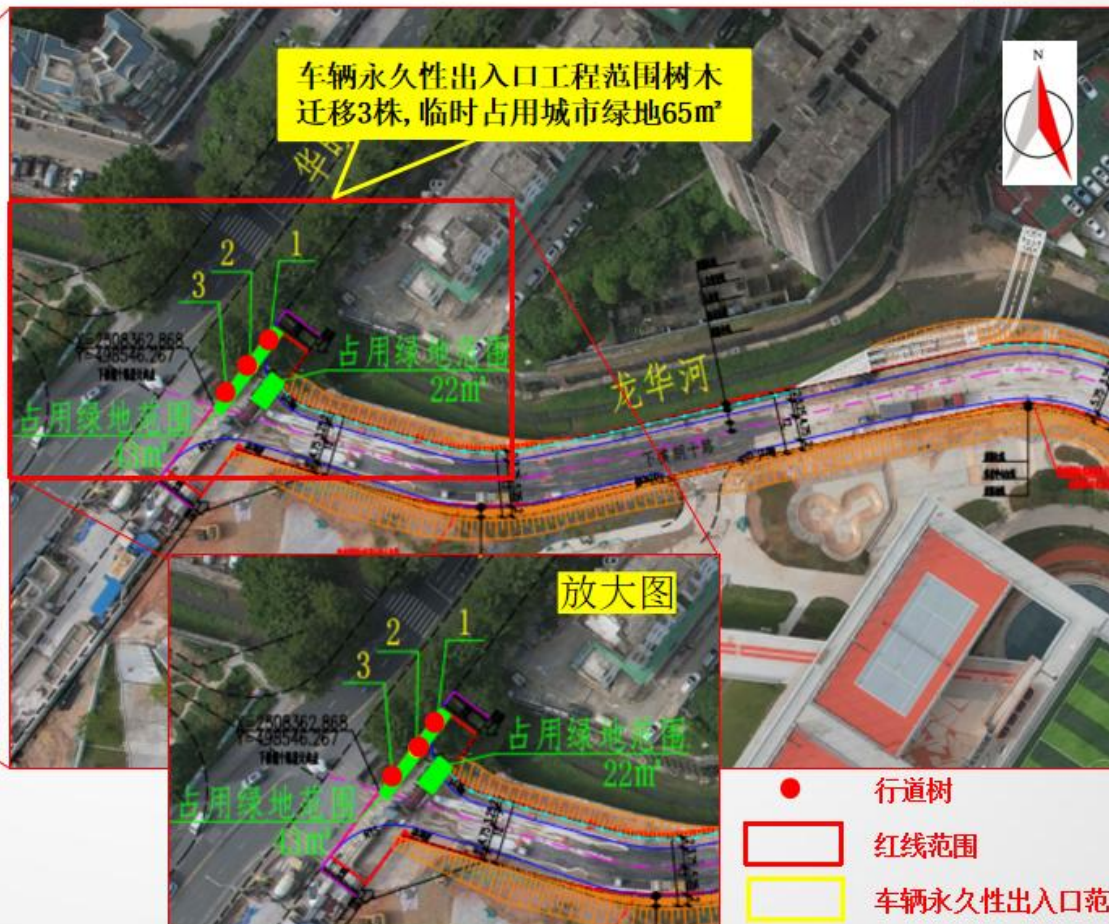 车辆永久性出入口工程范围树木
迁移3株,临时占用城市绿地65㎡
N
1
2
3
X=2508362.868
Y=498546.267
占用绿地范围
22㎡
占用绿地范围
43㎡
龙华河
放大图
1
2
3
X=2508362.868
Y=498546.267
占用绿地范围
22㎡
占用绿地范围
43㎡
行道树
红线范围
车辆永久性出入口范